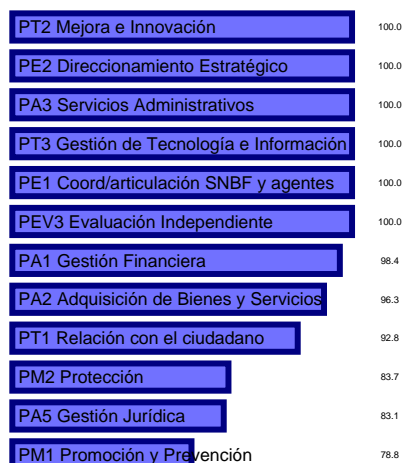 PT2 Mejora e Innovación 100.0
PE2 Direccionamiento Estratégico 100.0
PA3 Servicios Administrativos 100.0
PT3 Gestión de Tecnología e Información 100.0
PE1 Coord/articulación SNBF y agentes 100.0
PEV3 Evaluación Independiente 100.0
PA1 Gestión Financiera 98.4
PA2 Adquisición de Bienes y Servicios 96.3
PT1 Relación con el ciudadano 92.8
PM2 Protección 83.7
PA5 Gestión Jurídica 83.1
PM1 Promoción y Prevención 78.8